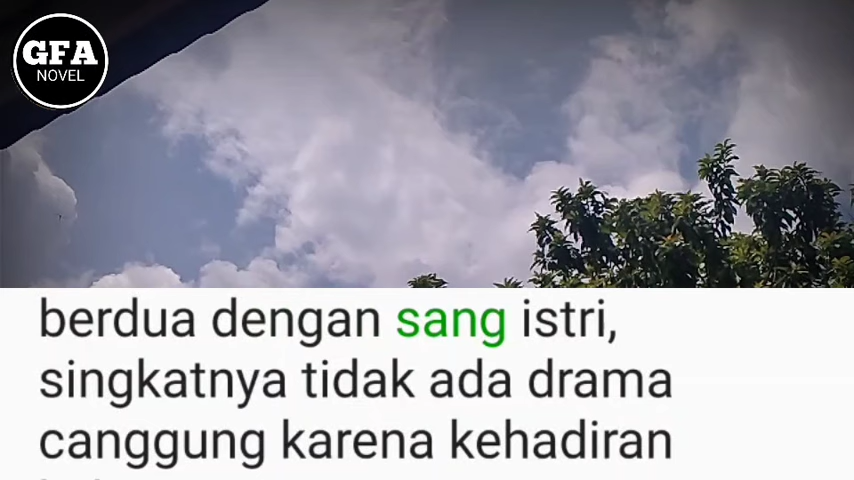 GFA
NOVEL
berdua dengan sang istri,
singkatnya tidak ada drama
canggung karena kehadiran